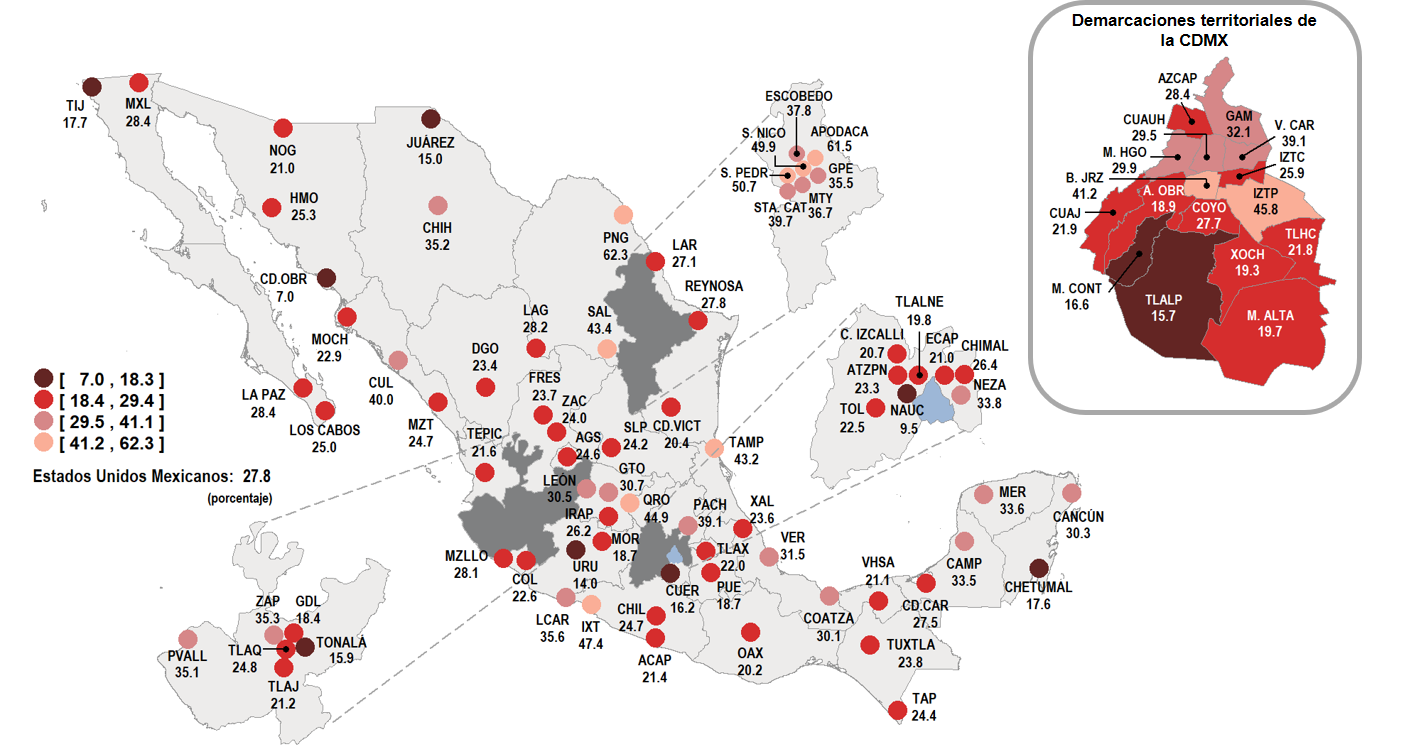 Demarcaciones territoriales de
la CDMX
AZCAP
28.4
CUAUH
29.5
GAM
32.1
V. CAR
39.1
M. HGO
29.9
IZTC
25.9
B. JRZ
41.2
A. OBR
18.9
IZTP
45.8
COYO
27.7
CUAJ
21.9
TLHC
21.8
XOCH
19.3
M. CONT
16.6
TLALP
15.7
M. ALTA
19.7
TIJ
17.7
MXL
28.4
NOG
21.0
JUÁREZ
15.0
HMO
25.3
CHIH
35.2
CD.OBR
7.0
MOCH
22.9
CUL
40.0
LA PAZ
28.4
LOS CABOS
25.0
MZT
24.7
DGO
23.4
LAG
28.2
SAL
43.4
PNG
62.3
LAR
27.1
REYNOSA
27.8
ESCOBEDO
37.8
S. NICO
49.9
APODACA
61.5
S. PEDR
50.7
GPE
35.5
MTY
36.7
STA. CAT
39.7
FRES
23.7
ZAC
24.0
TEPIC
21.6
AGS
24.6
SLP
24.2
CD.VICT
20.4
TAMP
43.2
LEÓN
30.5
GTO
30.7
IRAP
26.2
QRO
44.9
PACH
39.1
XAL
23.6
VER
31.5
MOR
18.7
TLAX
22.0
MZLLO
28.1
COL
22.6
URU
14.0
CUER
16.2
PUE
18.7
LCAR
35.6
IXT
47.4
CHIL
24.7
ACAP
21.4
OAX
20.2
COATZA
30.1
VHSA
21.1
CD.CAR
27.5
TUXTLA
23.8
TAP
24.4
CAMP
33.5
MER
33.6
CANCÚN
30.3
CHETUMAL
17.6
TLALNE
19.8
C. IZCALLI
20.7
ECAP
21.0
CHIMAL
26.4
ATZPN
23.3
NEZA
33.8
TOL
22.5
NAUC
9.5
ZAP
35.3
GDL
18.4
TONALÁ
15.9
PVALL
35.1
TLAQ
24.8
TLAJ
21.2
[ 7.0 , 18.3 ]
[ 18.4 , 29.4 ]
[ 29.5 , 41.1 ]
[ 41.2 , 62.3 ]
Estados Unidos Mexicanos: 27.8
(porcentaje)